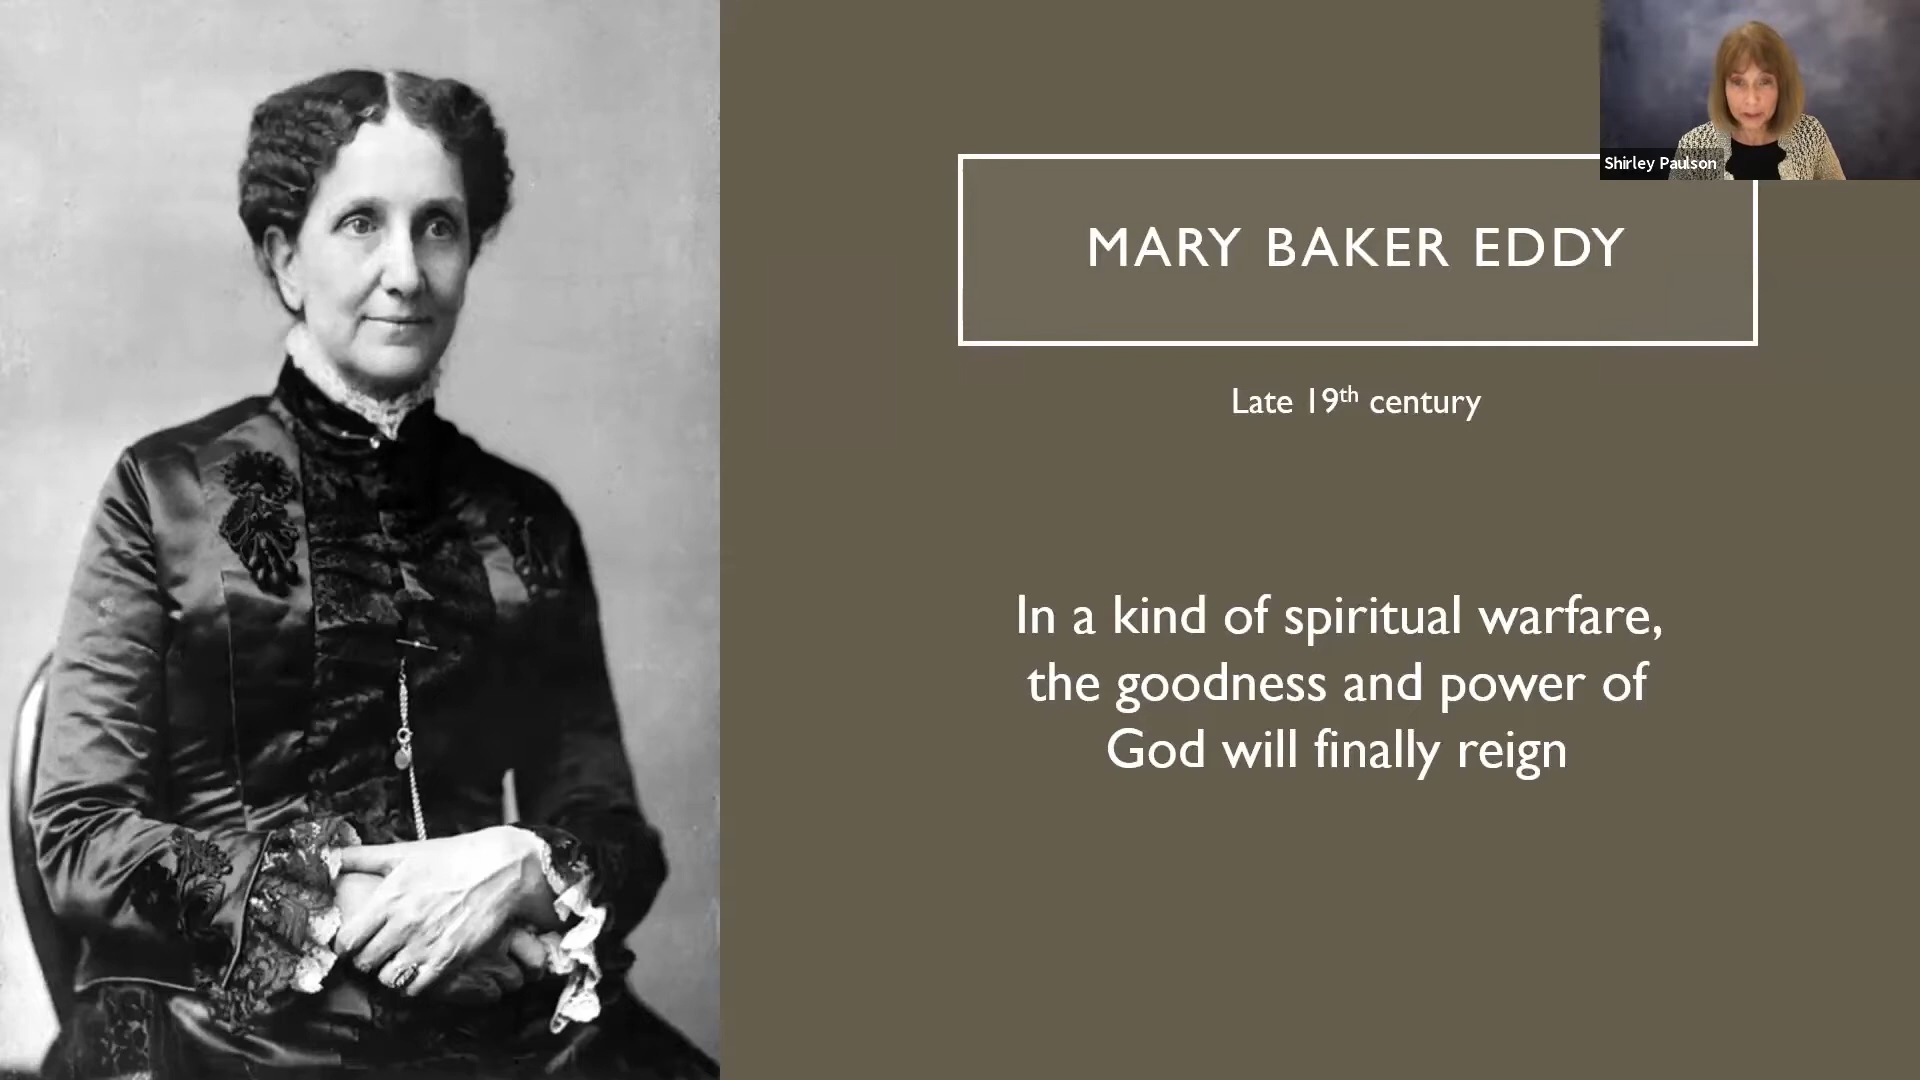 Shirley Paulson
MARY BAKER EDDY
Late 19th century
In a kind of spiritual warfare,
the goodness and power of
God will finally reign